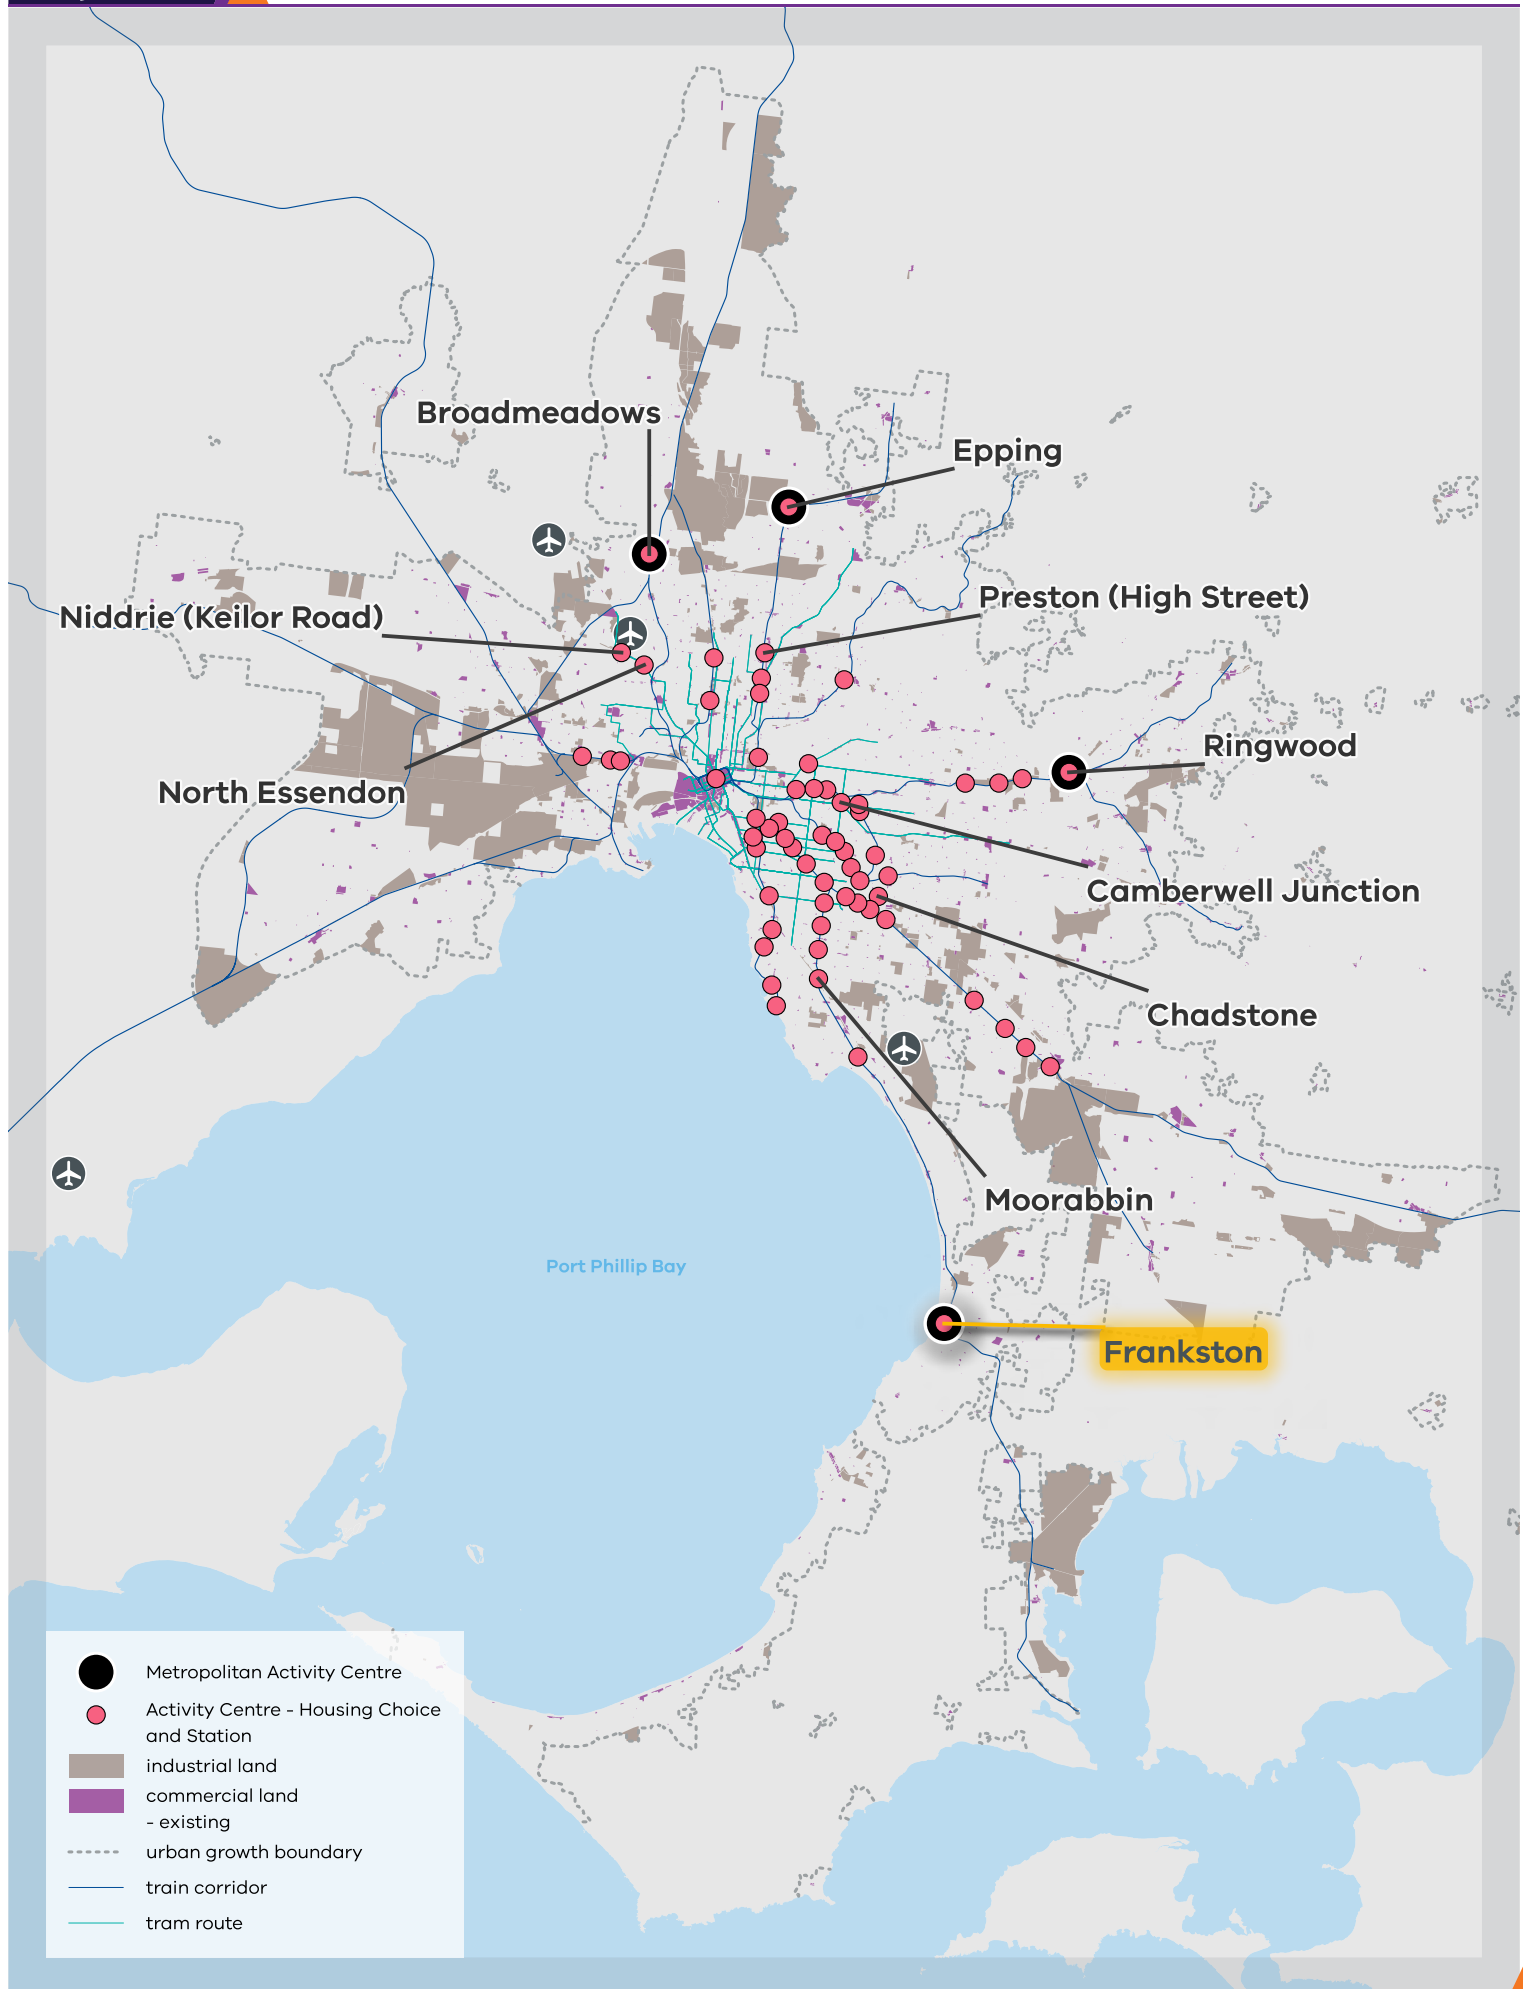 Broadmeadows
Epping
Preston (High Street)
Niddrie (Keilor Road)
Ringwood
North Essendon
Camberwell Junction
Chadstone
Moorabbin
Port Phillip Bay
Frankston
Metropolitan Activity Centre
Activity Centre - Housing Choice
and Station
industrial land
commercial land
- existing
urban growth boundary
train corridor
tram route